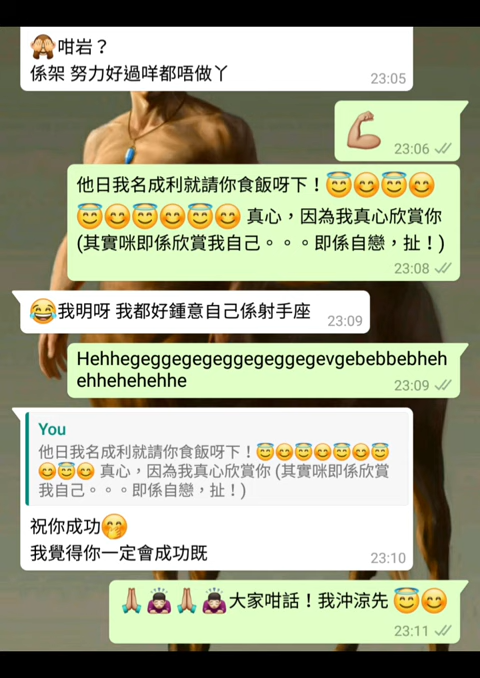 🙈咁岩？
係架 努力好過咩都唔做丫
23:05
💪🏼
23:06
他日我名成利就請你食飯呀下！😇😊😇😊
😇😊😇😊😇😊 真心，因為我真心欣賞你
(其實咪即係欣賞我自己。。。即係自戀，扯！)
23:08
😂我明呀 我都好鍾意自己係射手座
23:09
Hehhegeggegegeggegeggegevgebebbebheh
ehhehehehhe
23:09
You
他日我名成利就請你食飯呀下！😇😊😇😊😇😊😇
😊😇😊 真心，因為我真心欣賞你 (其實咪即係欣賞
我自己。。。即係自戀，扯！)
祝你成功🤭
我覺得你一定會成功既
23:10
🙏🏼🙇🏻‍♀️🙏🏼🙇🏻‍♀️大家咁話！我沖涼先 😇😊
23:11